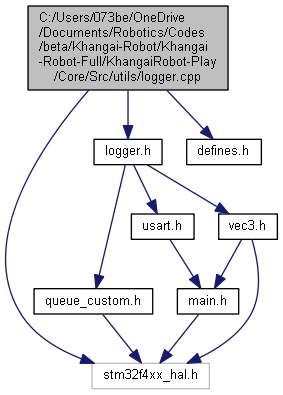 C:/Users/073be/OneDrive
/Documents/Robotics/Codes
/beta/Khangai-Robot/Khangai
-Robot-Full/KhangaiRobot-Play
/Core/Src/utils/logger.cpp
logger.h
defines.h
usart.h
vec3.h
queue_custom.h
main.h
stm32f4xx_hal.h